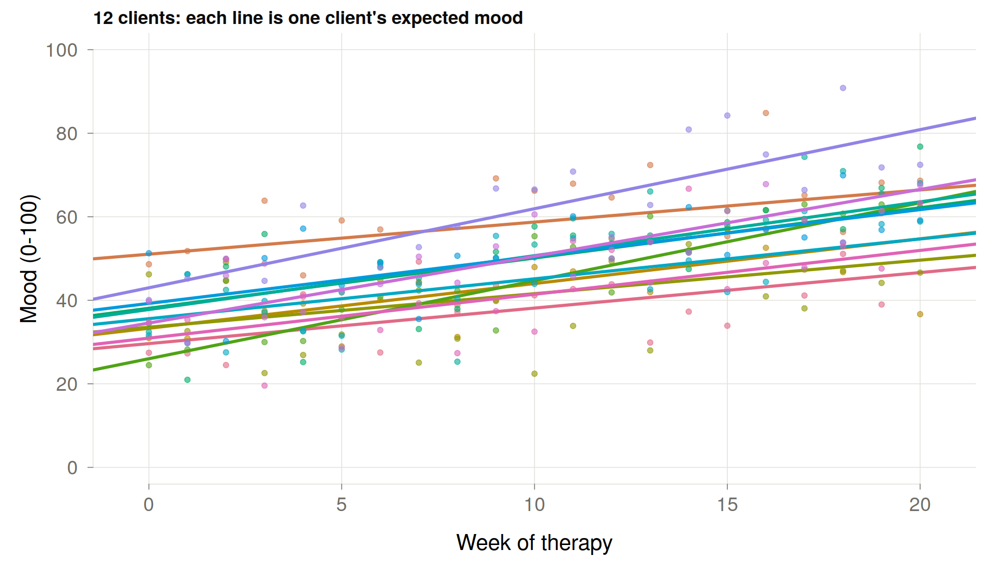 12 clients: each line is one client's expected mood
100
80
60
40
20
0
Mood (0-100)
0 5 10 15 20
Week of therapy